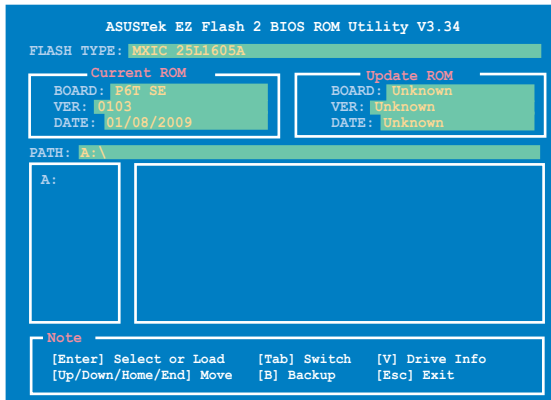 ASUSTek EZ Flash 2 BIOS ROM Utility V3.34
FLASH TYPE: MXIC 25L1605A
Current ROM
BOARD: P6T SE
VER: 0103
DATE: 01/08/2009
Update ROM
BOARD: Unknown
VER: Unknown
DATE: Unknown
PATH: A:\
A:
Note
[Enter] Select or Load [Tab] Switch [V] Drive Info
[Up/Down/Home/End] Move [B] Backup [Esc] Exit